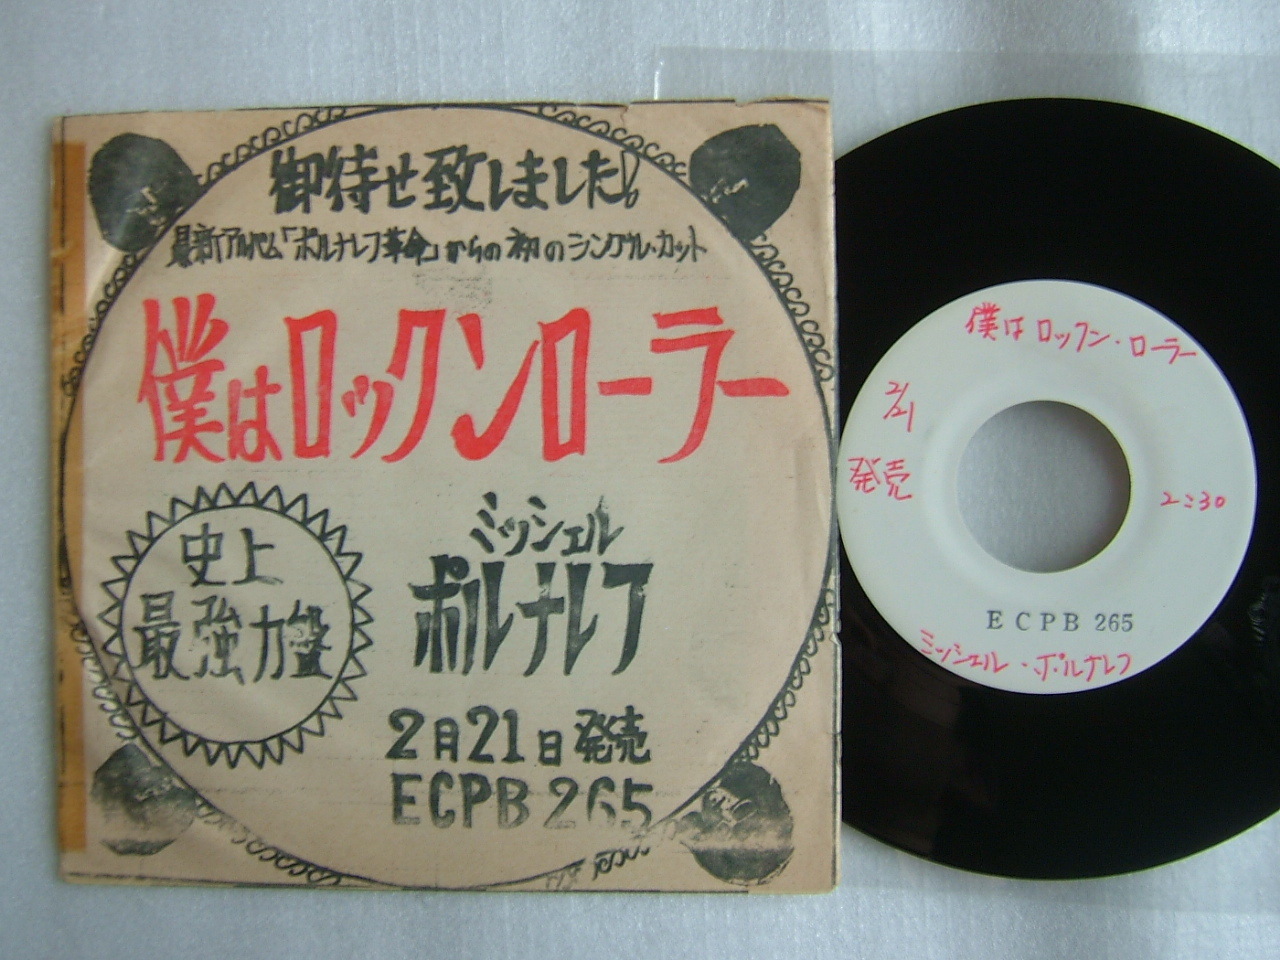 御待せ致しました!
最新アルバム「ポルナレフ革命」からの初のシングル・カット
僕はロックンローラー
史上
最強力盤
ミッシェル
ポルナレフ
2月21日発売
ECPB 265
僕はロックン・ローラー
2/21
発売
2:30
ECPB 265
ミッシェル・ポルナレフ